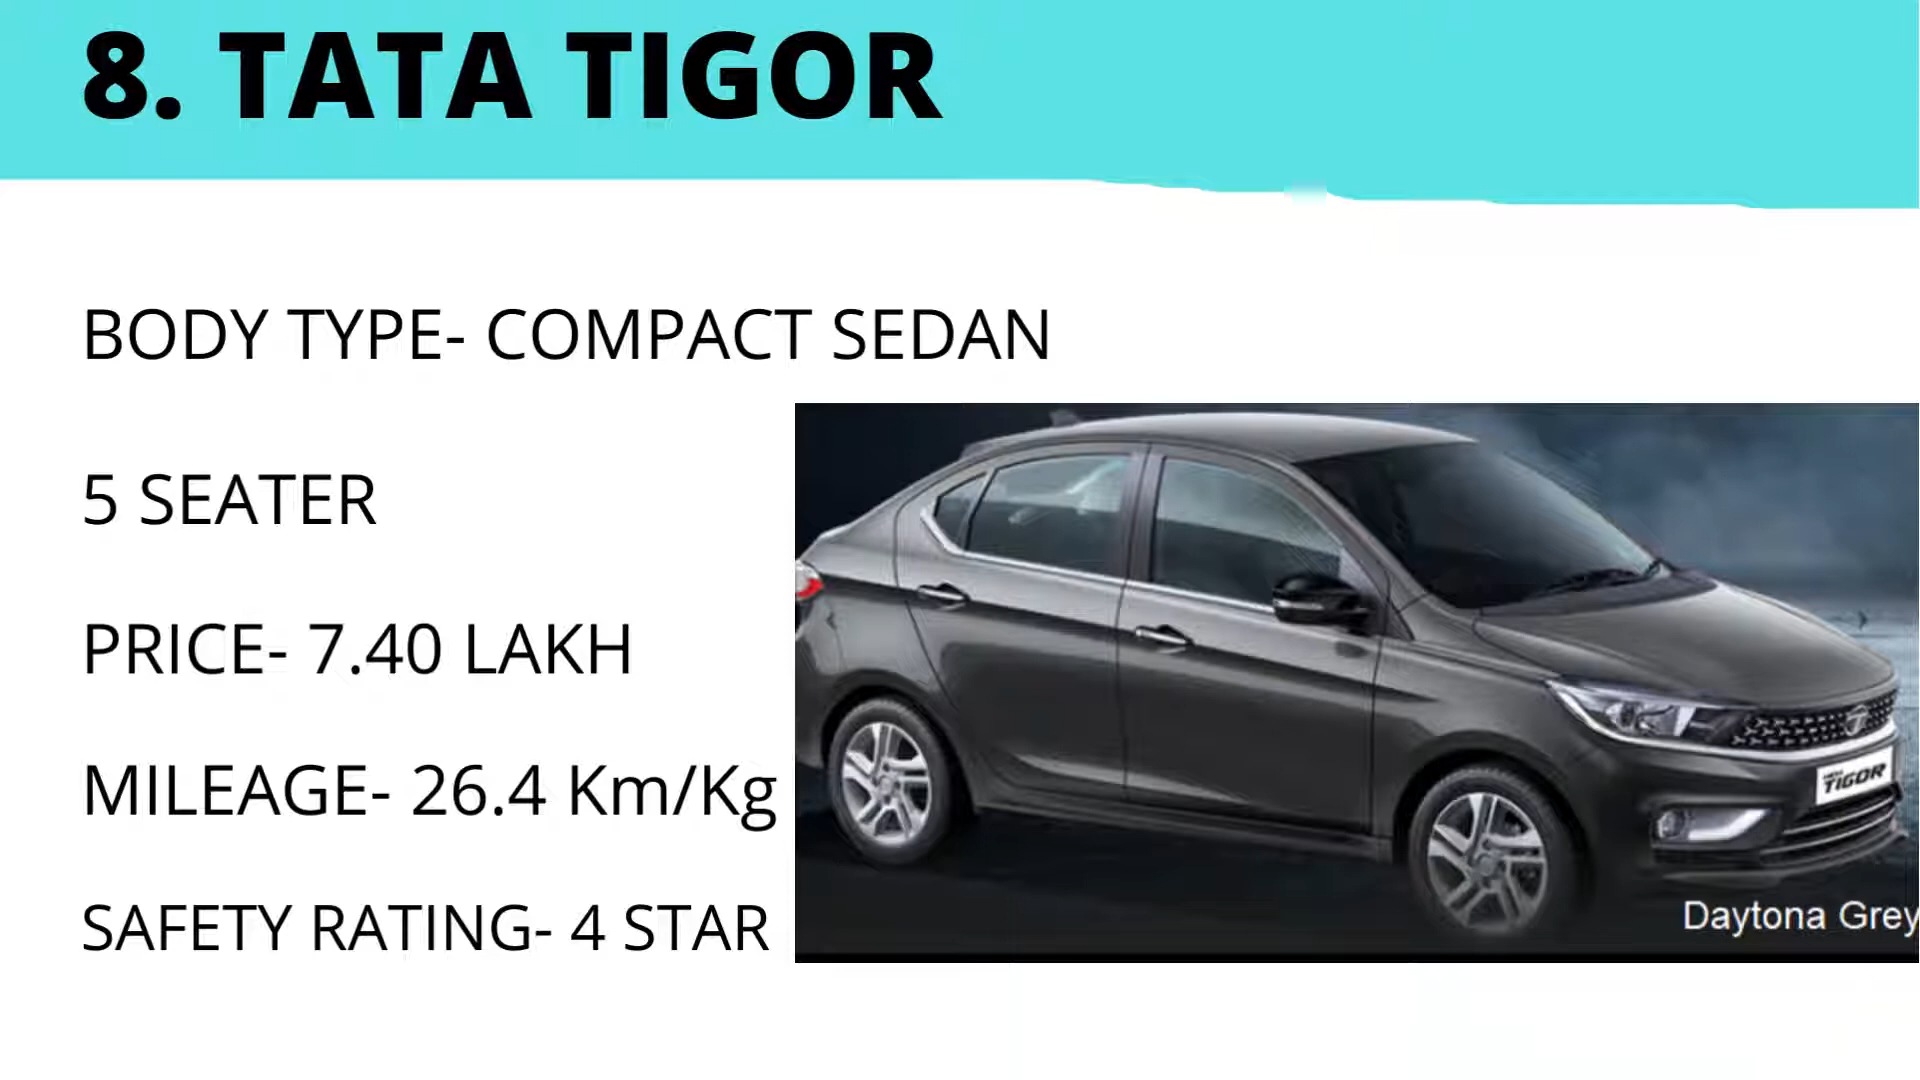 8. TATA TIGOR
BODY TYPE- COMPACT SEDAN
5 SEATER
PRICE- 7.40 LAKH
MILEAGE- 26.4 Km/Kg
SAFETY RATING- 4 STAR
TIGOR
Daytona Grey